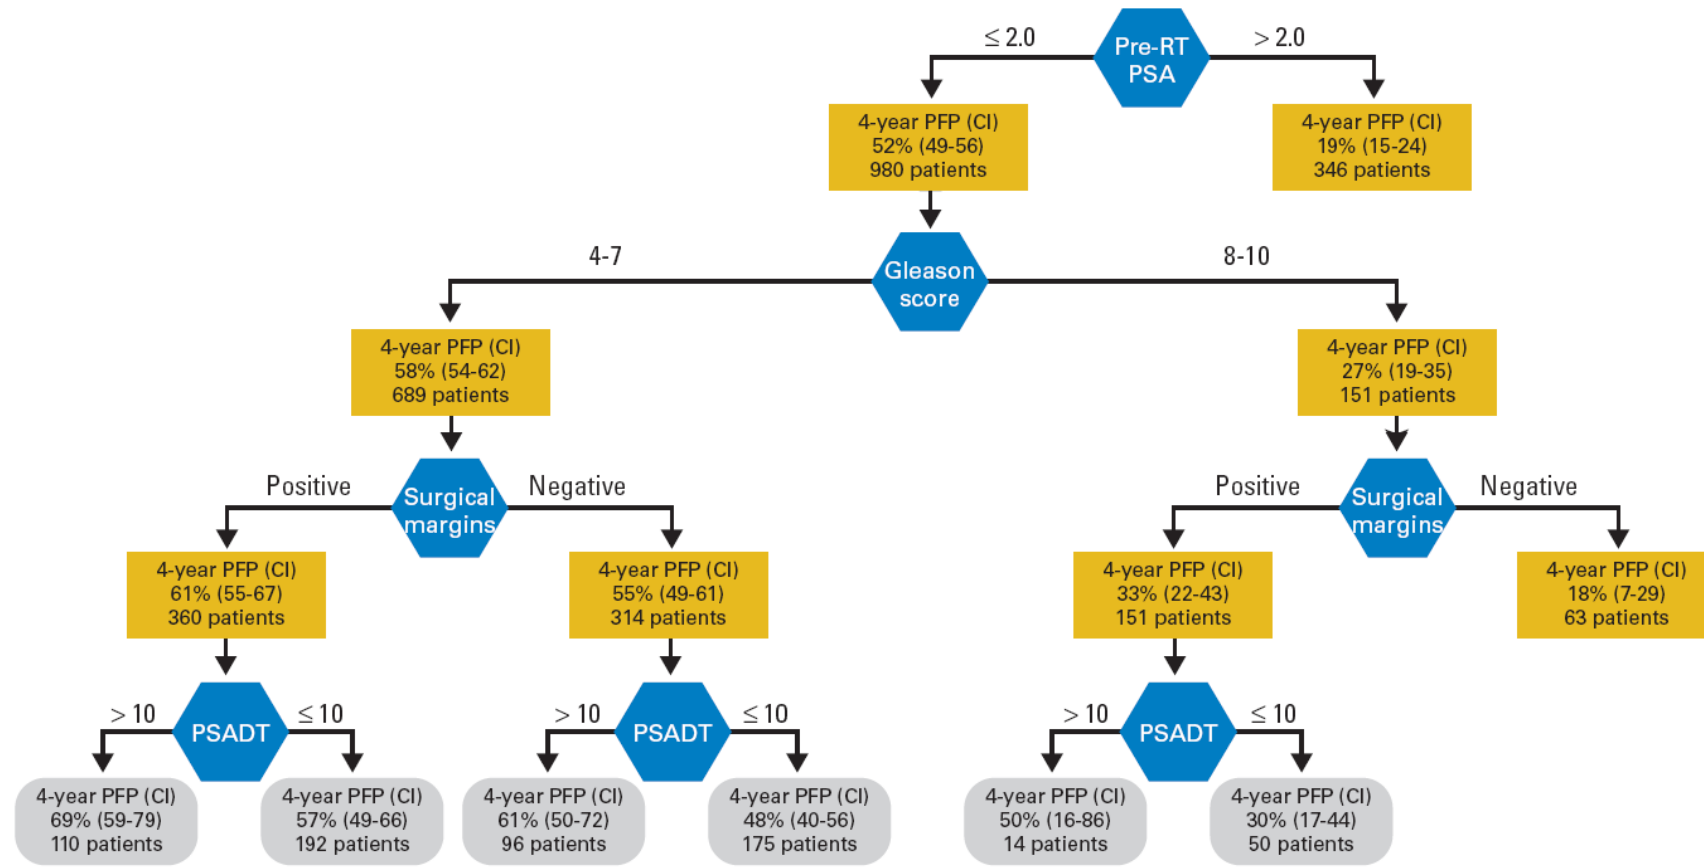 ≤ 2.0
Pre-RT
PSA
> 2.0
4-year PFP (CI)
52% (49-56)
980 patients
4-year PFP (CI)
19% (15-24)
346 patients
4-7
Gleason
score
8-10
4-year PFP (CI)
58% (54-62)
689 patients
4-year PFP (CI)
27% (19-35)
151 patients
Positive
Surgical
margins
Negative
Positive
Surgical
margins
Negative
4-year PFP (CI)
61% (55-67)
360 patients
4-year PFP (CI)
55% (49-61)
314 patients
4-year PFP (CI)
33% (22-43)
151 patients
4-year PFP (CI)
18% (7-29)
63 patients
> 10
PSADT
≤ 10
> 10
PSADT
≤ 10
> 10
PSADT
≤ 10
4-year PFP (CI)
69% (59-79)
110 patients
4-year PFP (CI)
57% (49-66)
192 patients
4-year PFP (CI)
61% (50-72)
96 patients
4-year PFP (CI)
48% (40-56)
175 patients
4-year PFP (CI)
50% (16-86)
14 patients
4-year PFP (CI)
30% (17-44)
50 patients